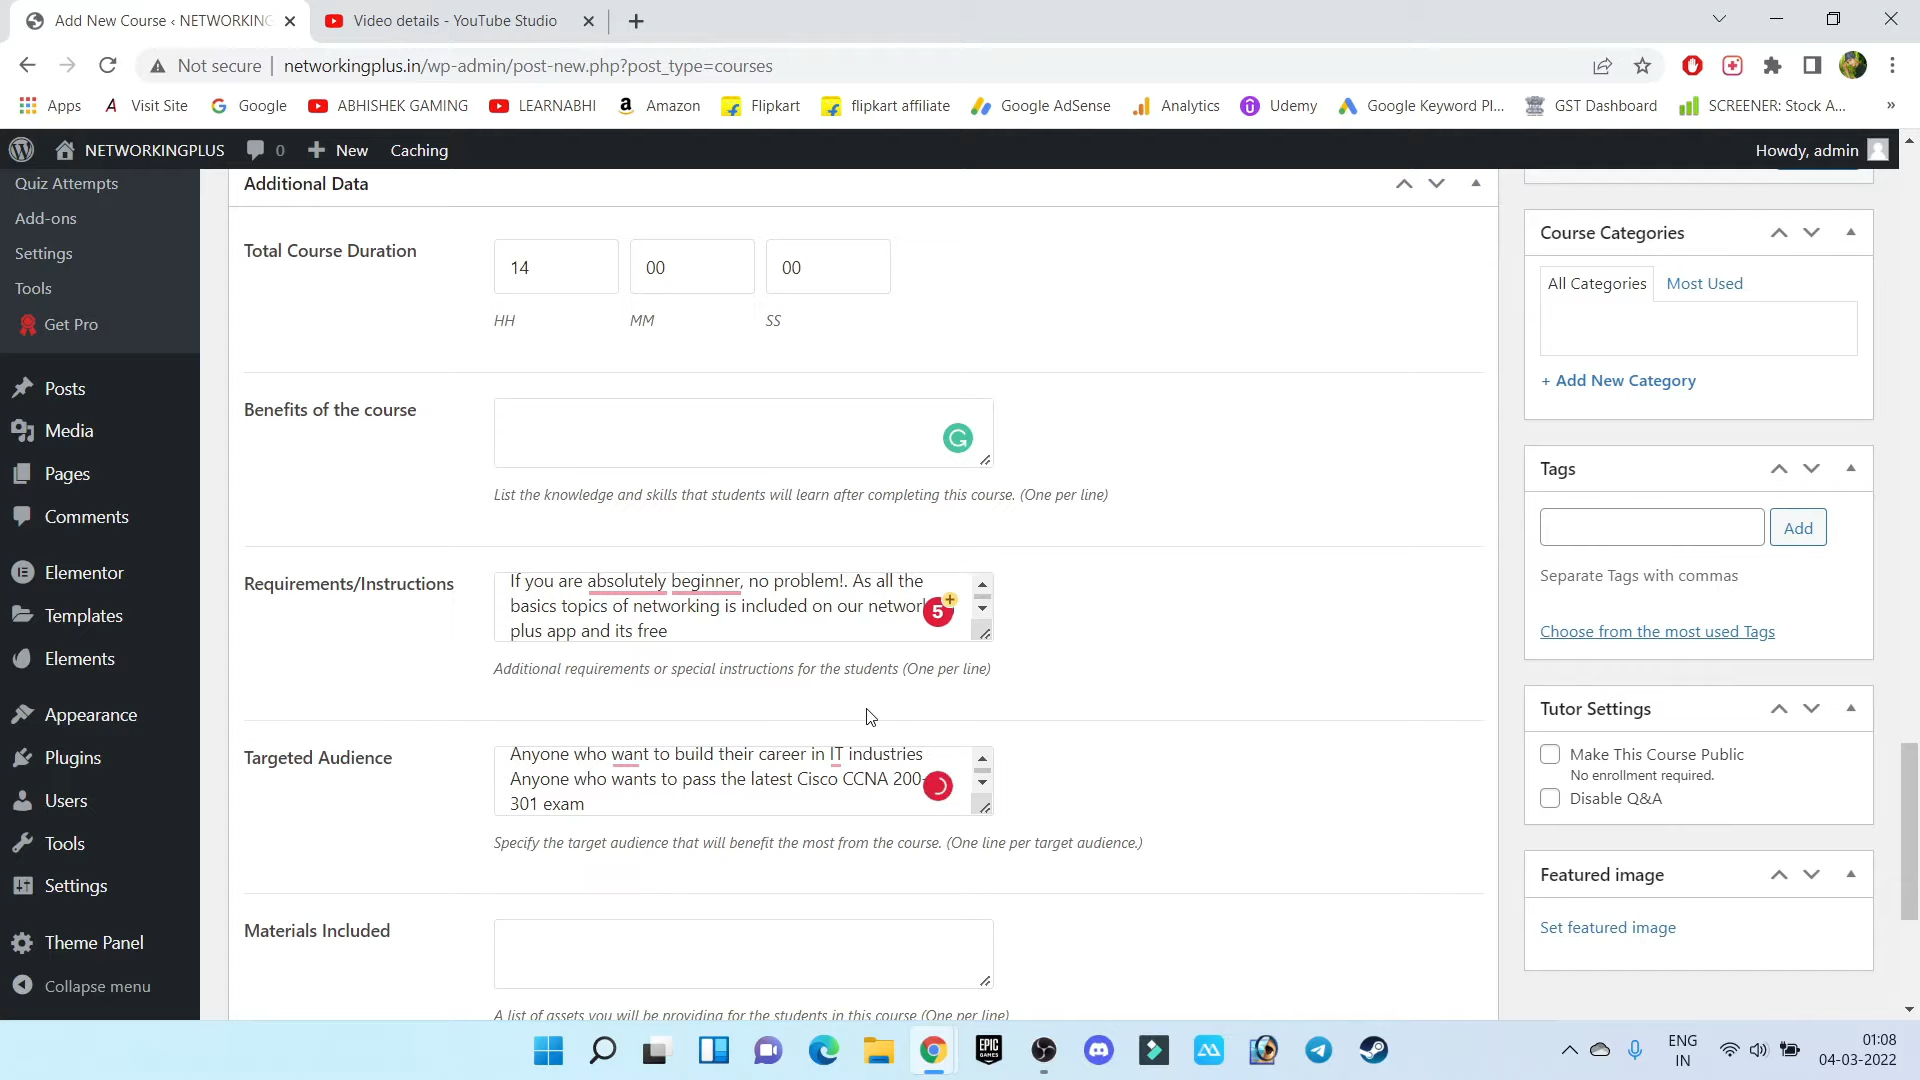 Add New Course ‹ NETWORKING
Video details - YouTube Studio
Not secure
networkingplus.in/wp-admin/post-new.php?post_type=courses
Apps
Visit Site
Google
ABHISHEK GAMING
LEARNABHI
Amazon
Flipkart
flipkart affiliate
Google AdSense
Analytics
Udemy
Google Keyword Pl...
GST Dashboard
SCREENER: Stock A...
»
NETWORKINGPLUS
0
New
Caching
Howdy, admin
Quiz Attempts
Add-ons
Settings
Tools
Get Pro
Posts
Media
Pages
Comments
Elementor
Templates
Elements
Appearance
Plugins
Users
Tools
Settings
Theme Panel
Collapse menu
Additional Data
Total Course Duration
14
00
00
HH
MM
SS
Benefits of the course
List the knowledge and skills that students will learn after completing this course. (One per line)
Requirements/Instructions
If you are absolutely beginner, no problem!. As all the
basics topics of networking is included on our network
plus app and its free
5
Additional requirements or special instructions for the students (One per line)
Targeted Audience
Anyone who want to build their career in IT industries
Anyone who wants to pass the latest Cisco CCNA 200-
301 exam
Specify the target audience that will benefit the most from the course. (One line per target audience.)
Materials Included
A list of assets you will be providing for the students in this course (One per line)
Course Categories
All Categories
Most Used
+ Add New Category
Tags
Add
Separate Tags with commas
Choose from the most used Tags
Tutor Settings
Make This Course Public
No enrollment required.
Disable Q&A
Featured image
Set featured image
EPIC
GAMES
ENG
IN
01:08
04-03-2022